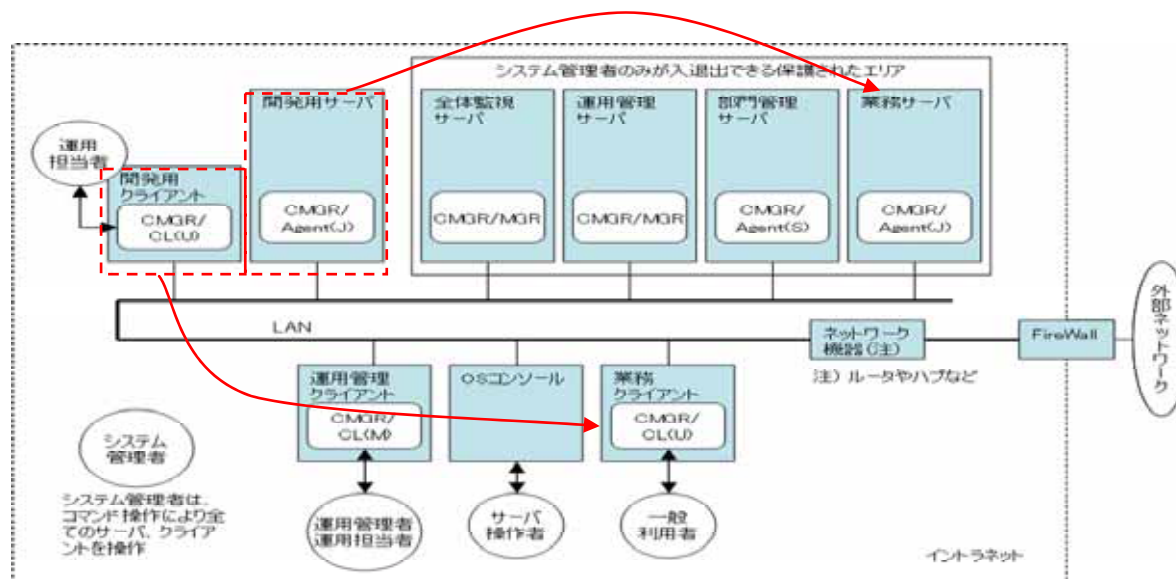 システム管理者のみが入退出できる保護されたエリア
開発用サーバ
全体監視
サーバ
運用管理
サーバ
部門管理
サーバ
業務サーバ
運用
担当者
開発用
クライアント
CMGR/
CL(U)
CMGR/
Agent(J)
CMGR/MGR
CMGR/MGR
CMGR/
Agent(S)
CMGR/
Agent(J)
外部ネットワーク
LAN
ネットワーク
機器(注)
FireWall
注) ルータやハブなど
運用管理
クライアント
CMGR/
CL(M)
OSコンソール
業務
クライアント
CMGR/
CL(U)
システム
管理者
システム管理者は、
コマンド操作により全
てのサーバ、クライア
ントを操作
運用管理者
運用担当者
サーバ
操作者
一般
利用者
イントラネット